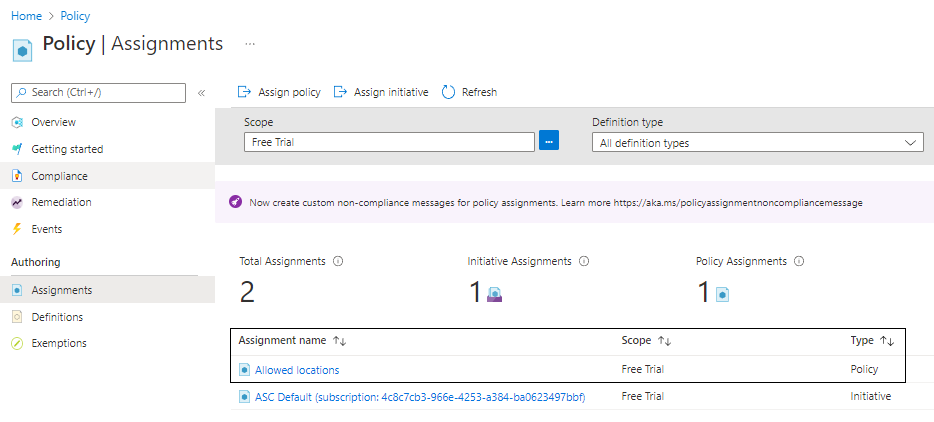 Home > Policy
Policy | Assignments ...
Search (Ctrl+/) «
Overview
Getting started
Compliance
Remediation
Events
Authoring
Assignments
Definitions
Exemptions
Assign policy Assign initiative Refresh
Scope Definition type
Free Trial ... All definition types
Now create custom non-compliance messages for policy assignments. Learn more https://aka.ms/policyassignmentnoncompliancemessage
Total Assignments Initiative Assignments Policy Assignments
2 1 1
Assignment name ↑↓ Scope ↑↓ Type ↑↓
Allowed locations Free Trial Policy
ASC Default (subscription: 4c8c7cb3-966e-4253-a384-ba0623497bbf) Free Trial Initiative